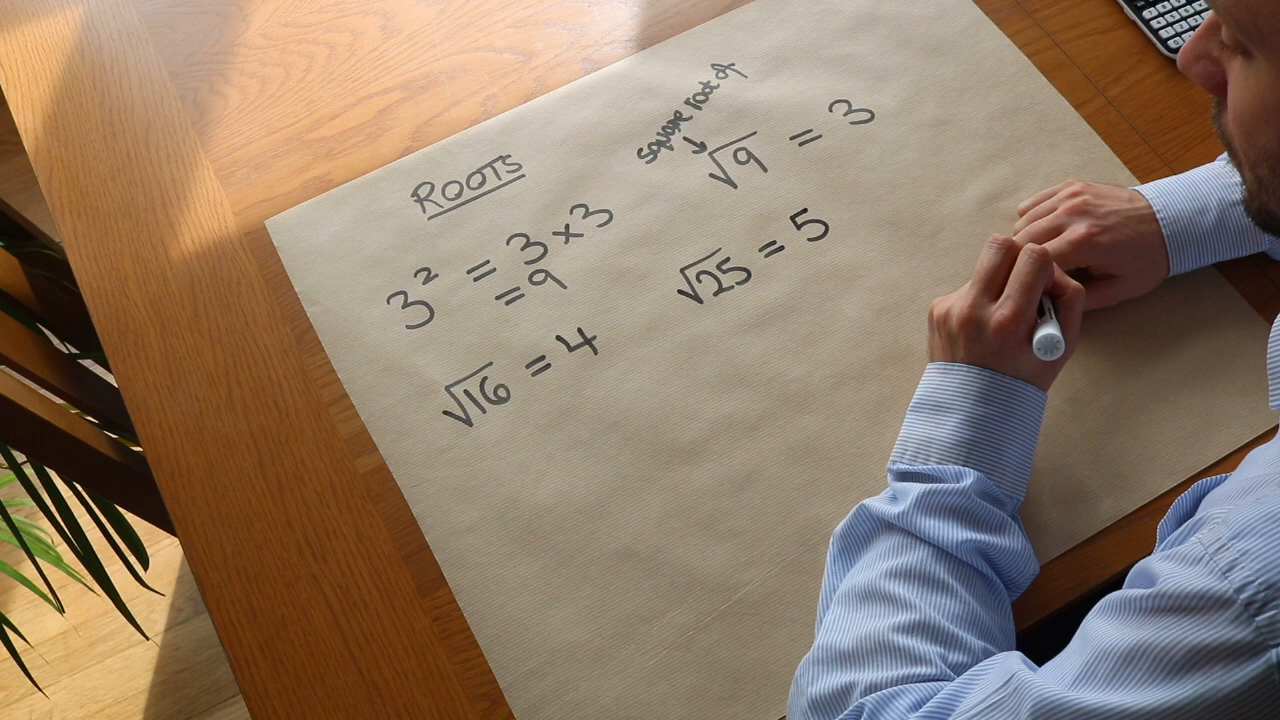 ROOTS
3² = 3 × 3
= 9
√16 = 4
square root of
↓
√9 = 3
√25 = 5